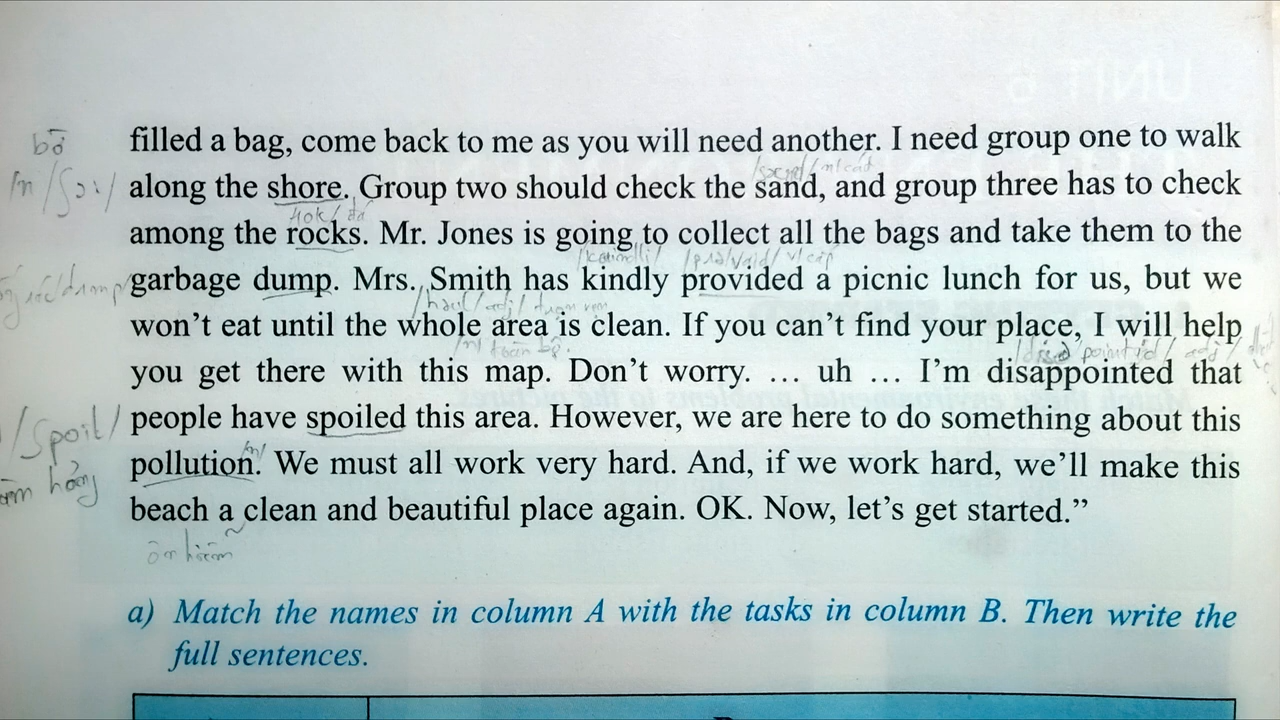 filled a bag, come back to me as you will need another. I need group one to walk
bờ
along the shore. Group two should check the sand, and group three has to check
among the rocks. Mr. Jones is going to collect all the bags and take them to the
garbage dump. Mrs. Smith has kindly provided a picnic lunch for us, but we
won't eat until the whole area is clean. If you can't find your place, I will help
you get there with this map. Don't worry. ... uh ... I'm disappointed that
people have spoiled this area. However, we are here to do something about this
/spoil/
pollution. We must all work very hard. And, if we work hard, we'll make this
/n/
beach a clean and beautiful place again. OK. Now, let's get started.”
a) Match the names in column A with the tasks in column B. Then write the
full sentences.